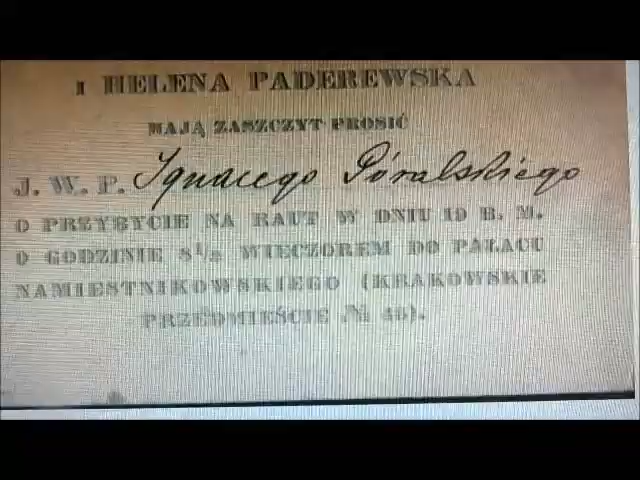 I HELENA PADEREWSKA
MAJĄ ZASZCZYT PROSIĆ
J. W. P. Ignacego Góralskiego
O PRZYBYCIE NA RAUT W DNIU 19 B. M.
O GODZINIE 8½ WIECZOREM DO PAŁACU
NAMIESTNIKOWSKIEGO (KRAKOWSKIE
PRZEDMIEŚCIE № 46).